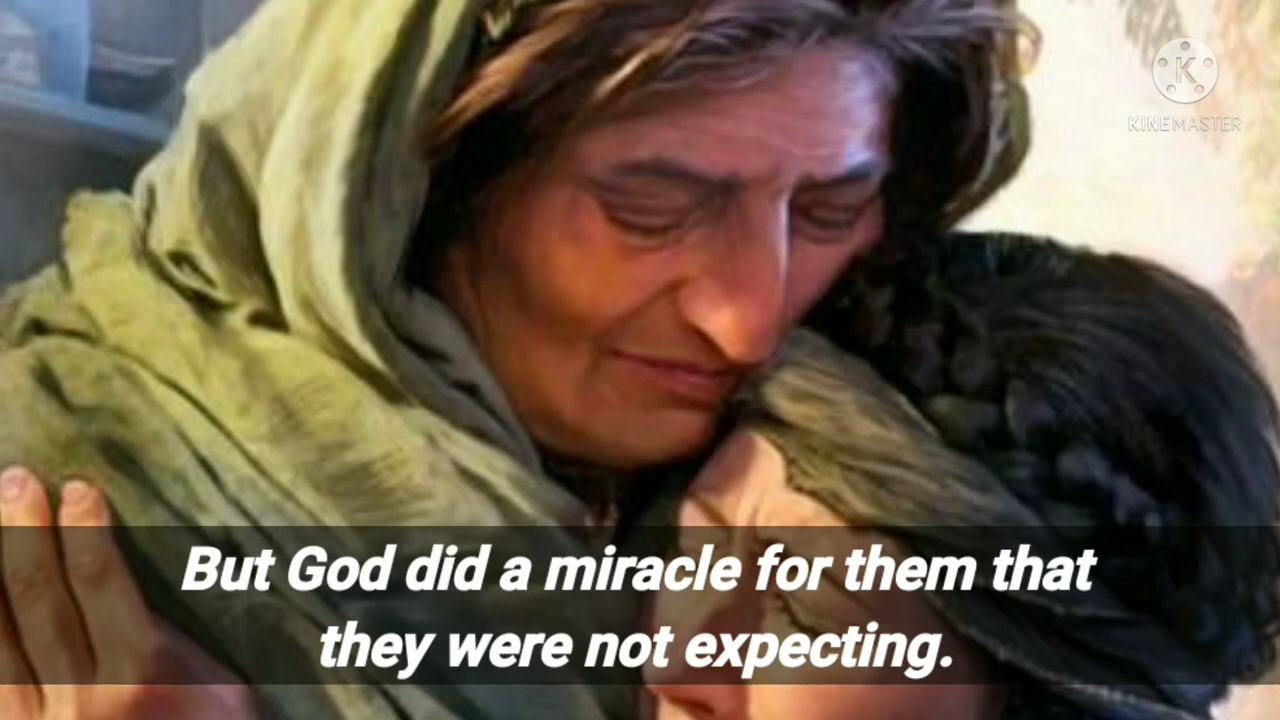 K
KINEMASTER
But God did a miracle for them that
they were not expecting.